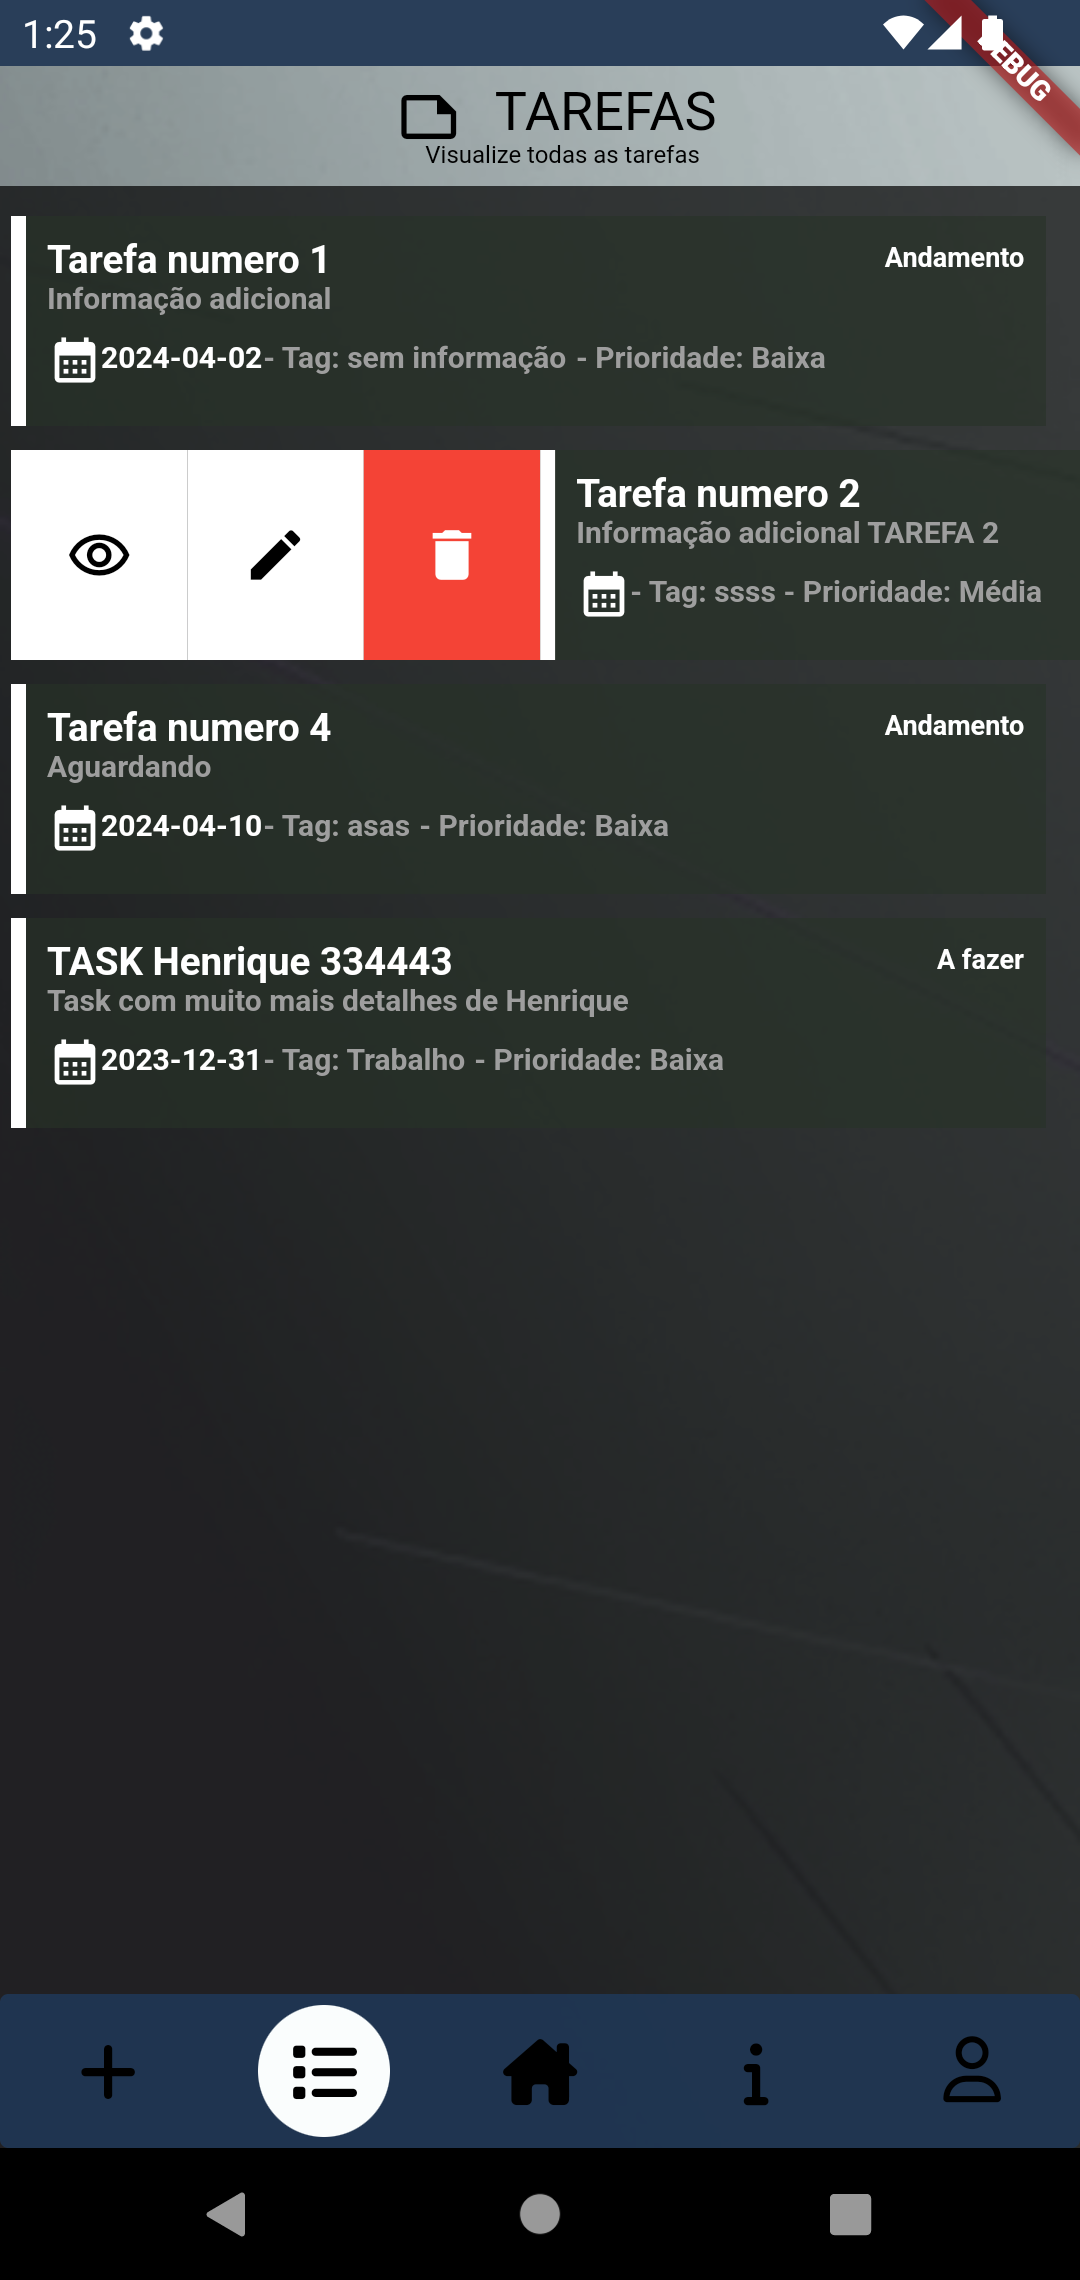 1:25
DEBUG
TAREFAS
Visualize todas as tarefas
Tarefa numero 1
Andamento
Informação adicional
2024-04-02- Tag: sem informação - Prioridade: Baixa
Tarefa numero 2
Informação adicional TAREFA 2
- Tag: ssss - Prioridade: Média
Tarefa numero 4
Andamento
Aguardando
2024-04-10- Tag: asas - Prioridade: Baixa
TASK Henrique 334443
A fazer
Task com muito mais detalhes de Henrique
2023-12-31- Tag: Trabalho - Prioridade: Baixa